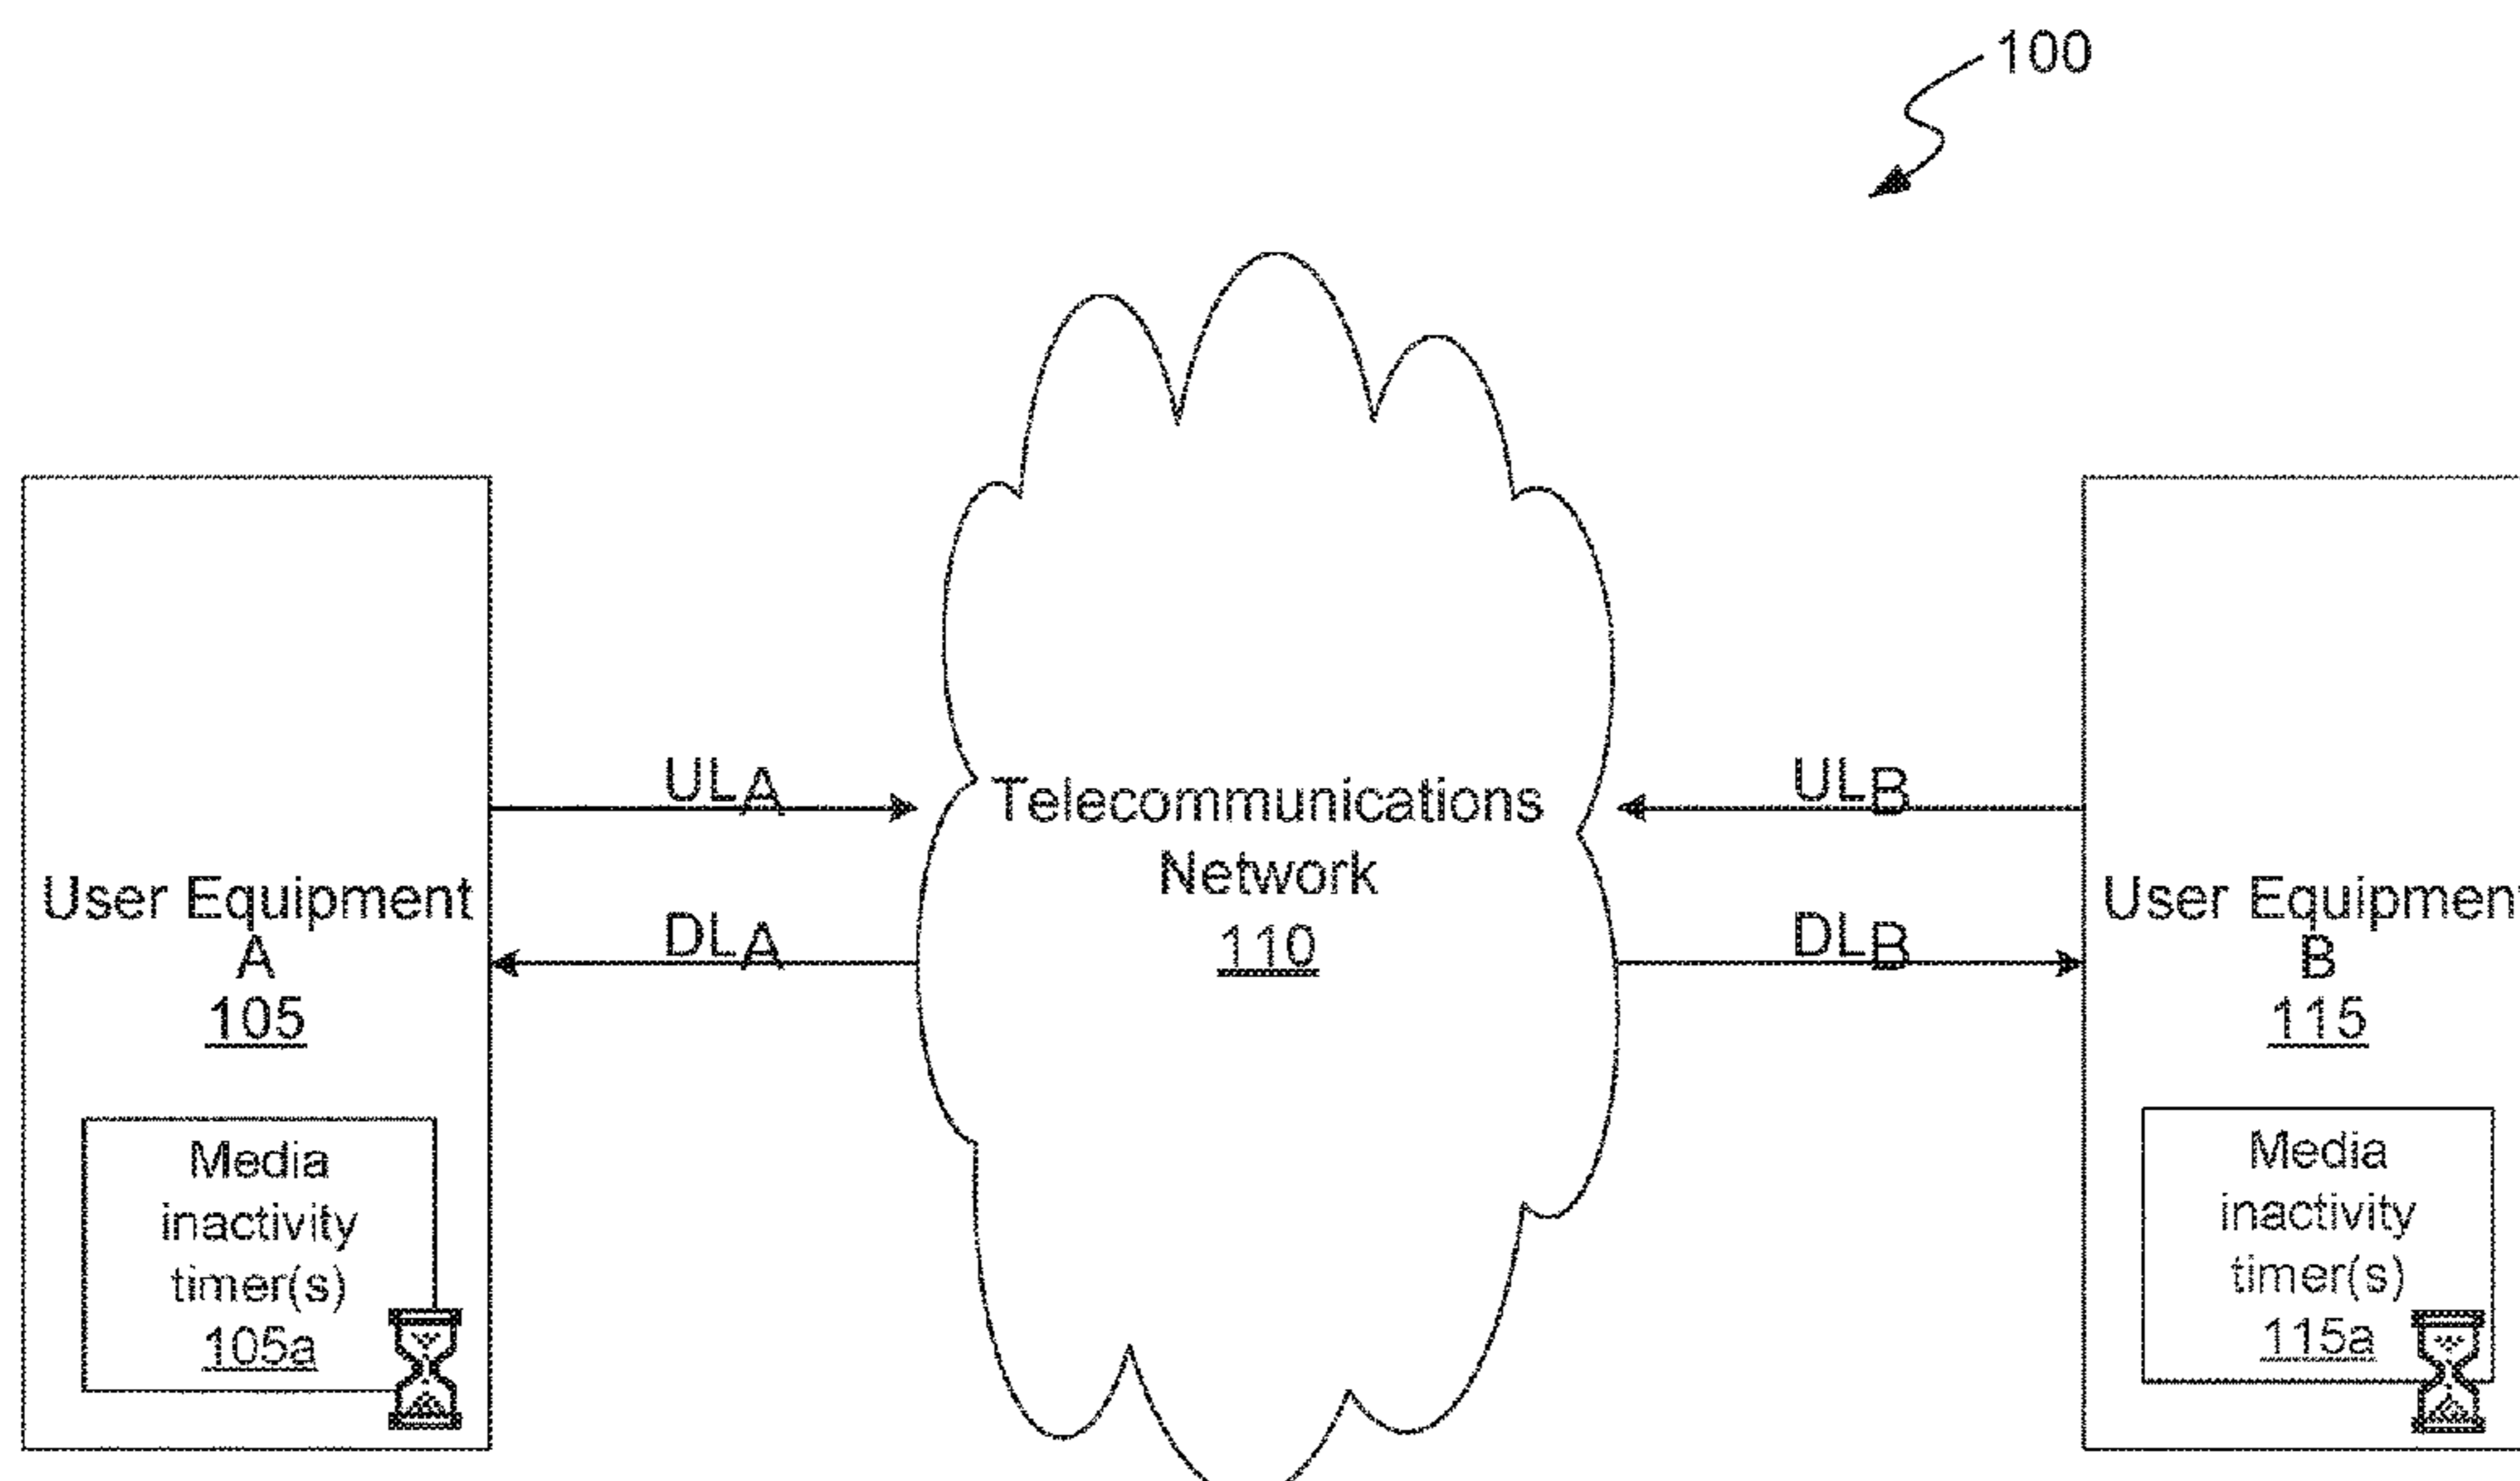 100
User Equipment
A
105
Media
inactivity
timer(s)
105a
ULA
DLA
Telecommunications
Network
110
ULB
DLB
User Equipment
B
115
Media
inactivity
timer(s)
115a